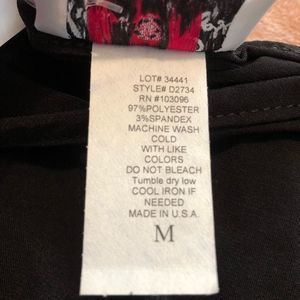 LOT# 34441
STYLE# D2734
RN #103096
97%POLYESTER
3%SPANDEX
MACHINE WASH
COLD
WITH LIKE
COLORS
DO NOT BLEACH
Tumble dry low
COOL IRON IF
NEEDED
MADE IN U.S.A.
M